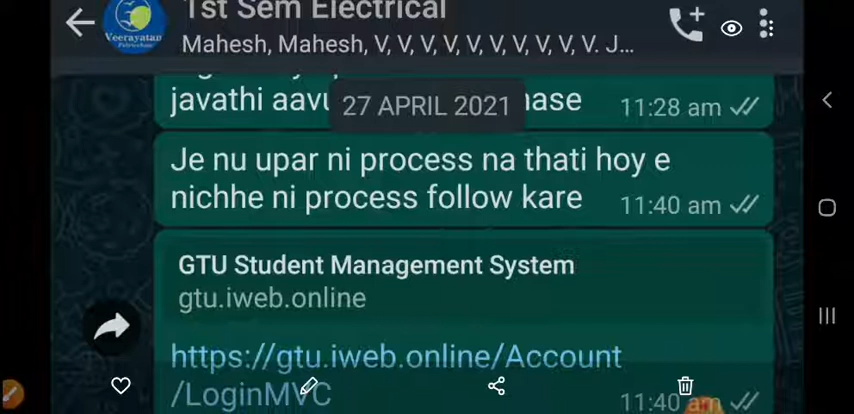 1st Sem Electrical
Veerayatan
Mahesh, Mahesh, V, V, V, V, V, V, V, V, V, V. J...
javathi 11:28 am
27 APRIL 2021
Je nu upar ni process na thati hoy e
nichhe ni process follow kare 11:40 am
GTU Student Management System
gtu.iweb.online
https://gtu.iweb.online/Account
/LoginMVC 11:40 am